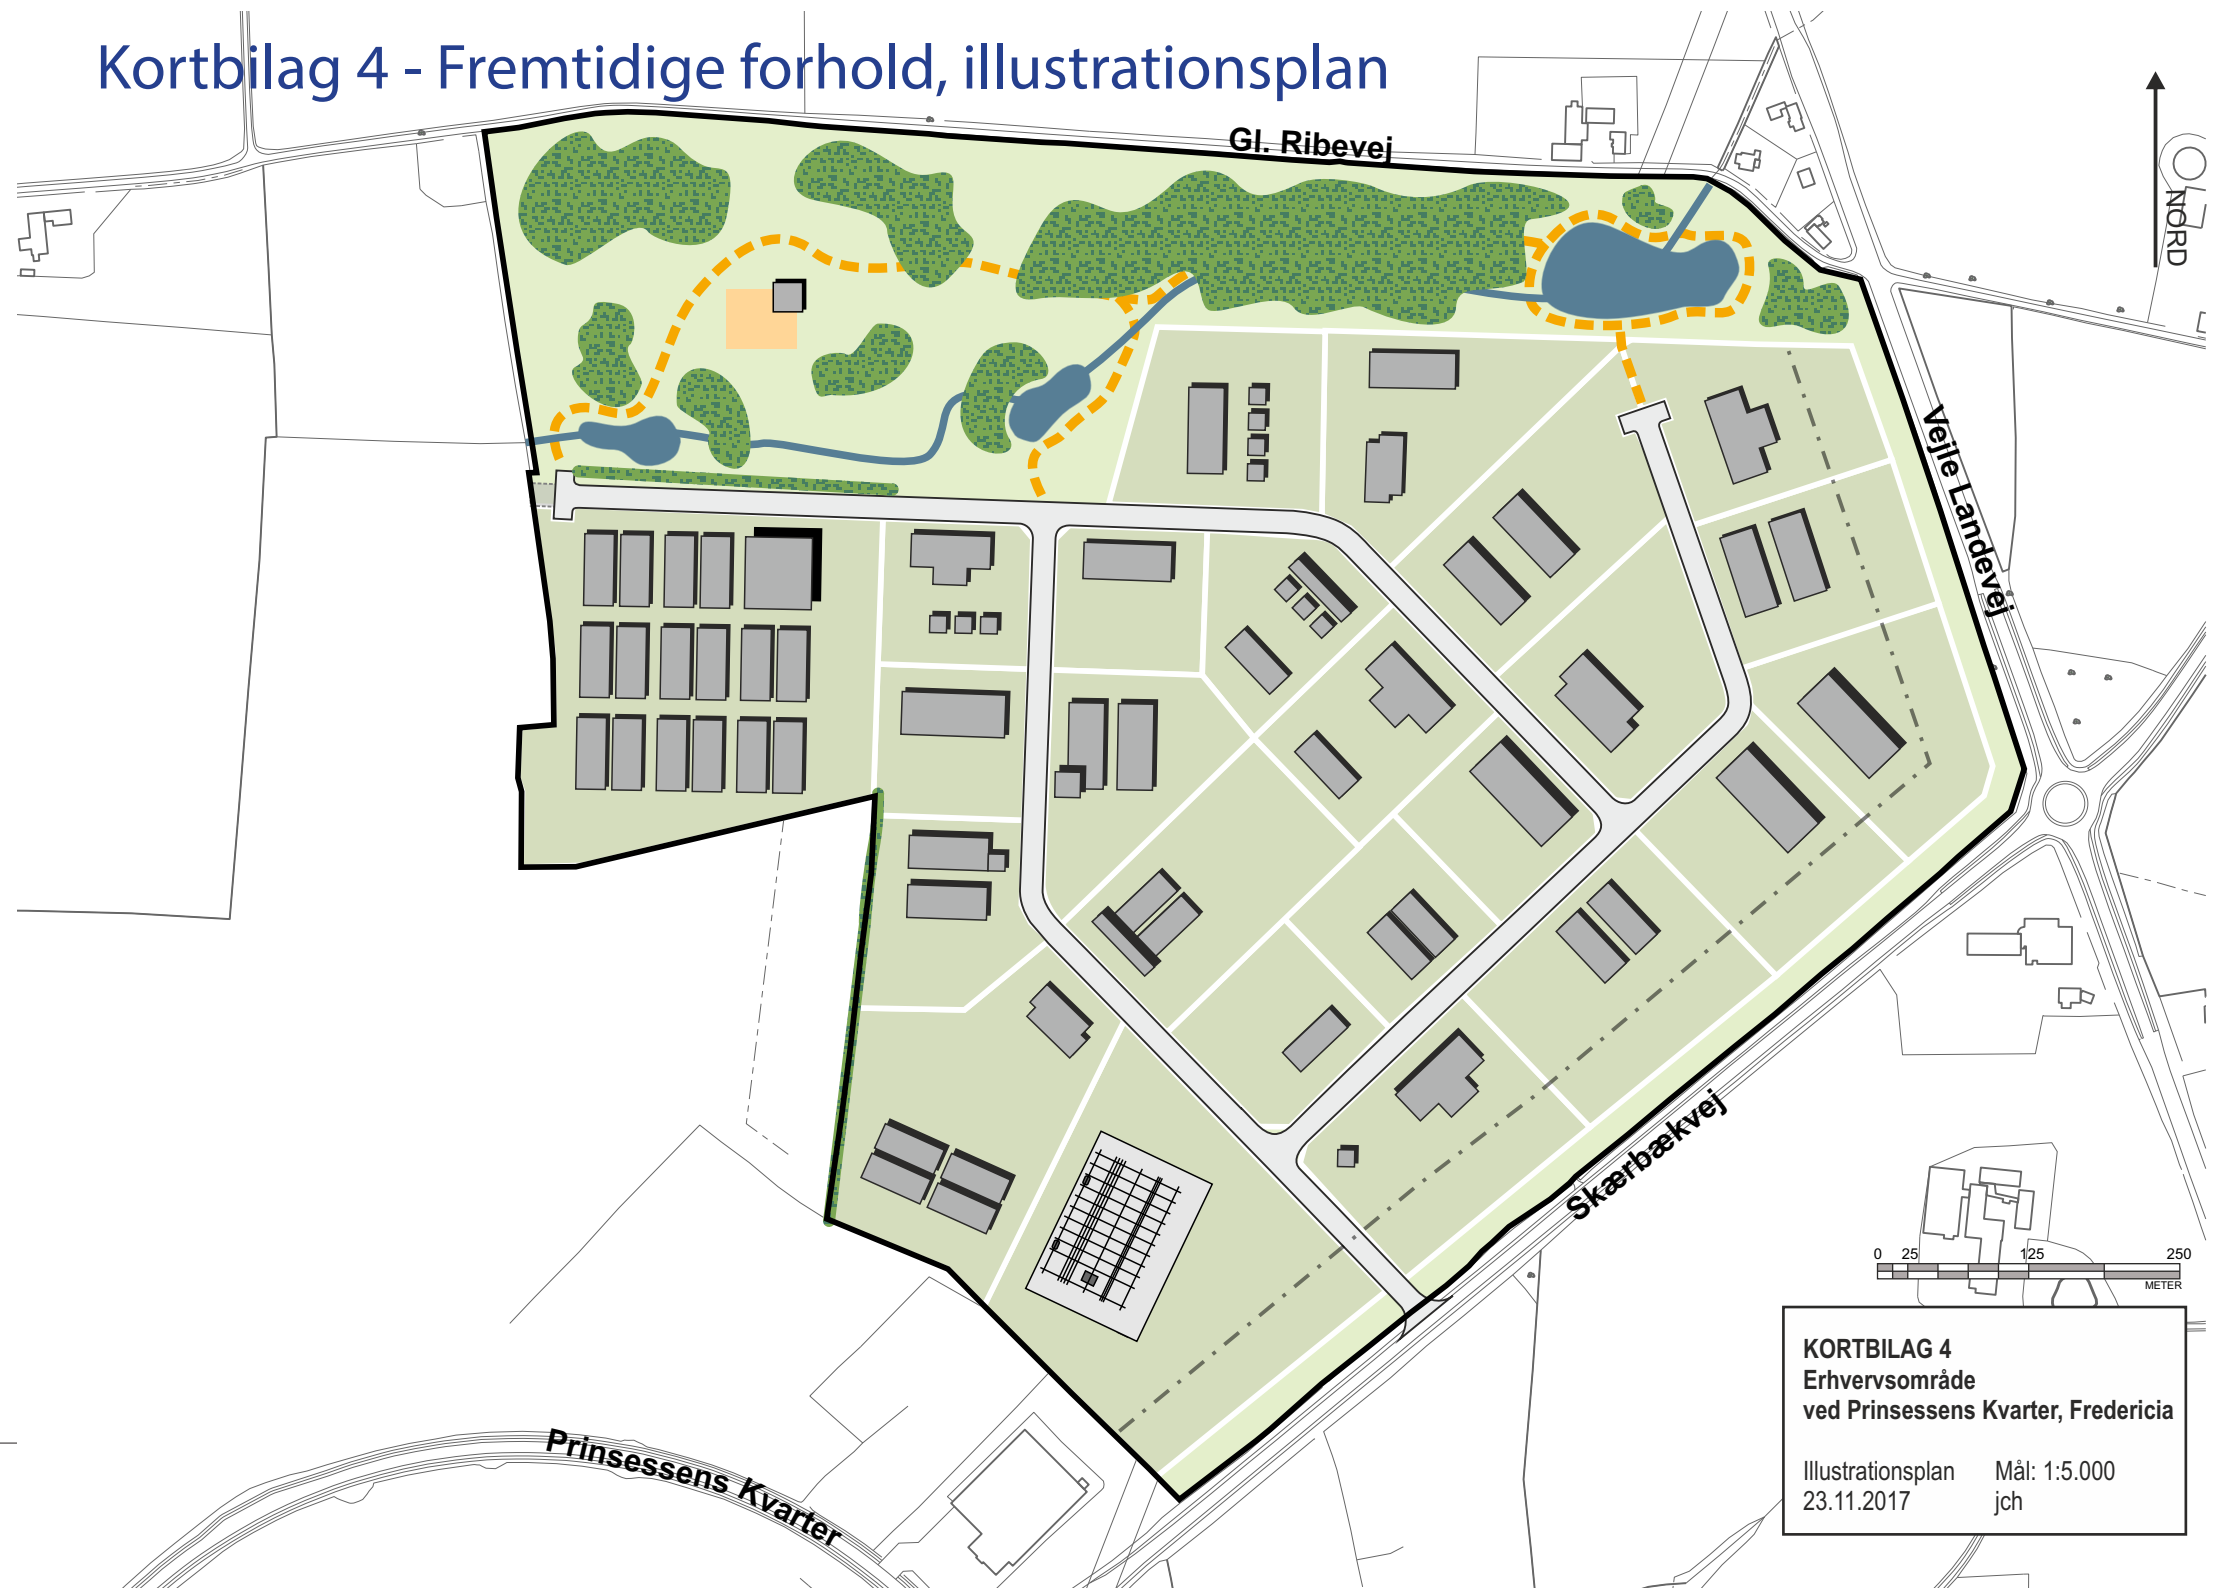 Kortbilag 4 - Fremtidige forhold, illustrationsplan
Gl. Ribevej
NORD
Vejle Landevej
Skærbækvej
Prinsessens Kvarter
0 25 125 250
METER
KORTBILAG 4
Erhvervsområde
ved Prinsessens Kvarter, Fredericia
Illustrationsplan Mål: 1:5.000
23.11.2017 jch